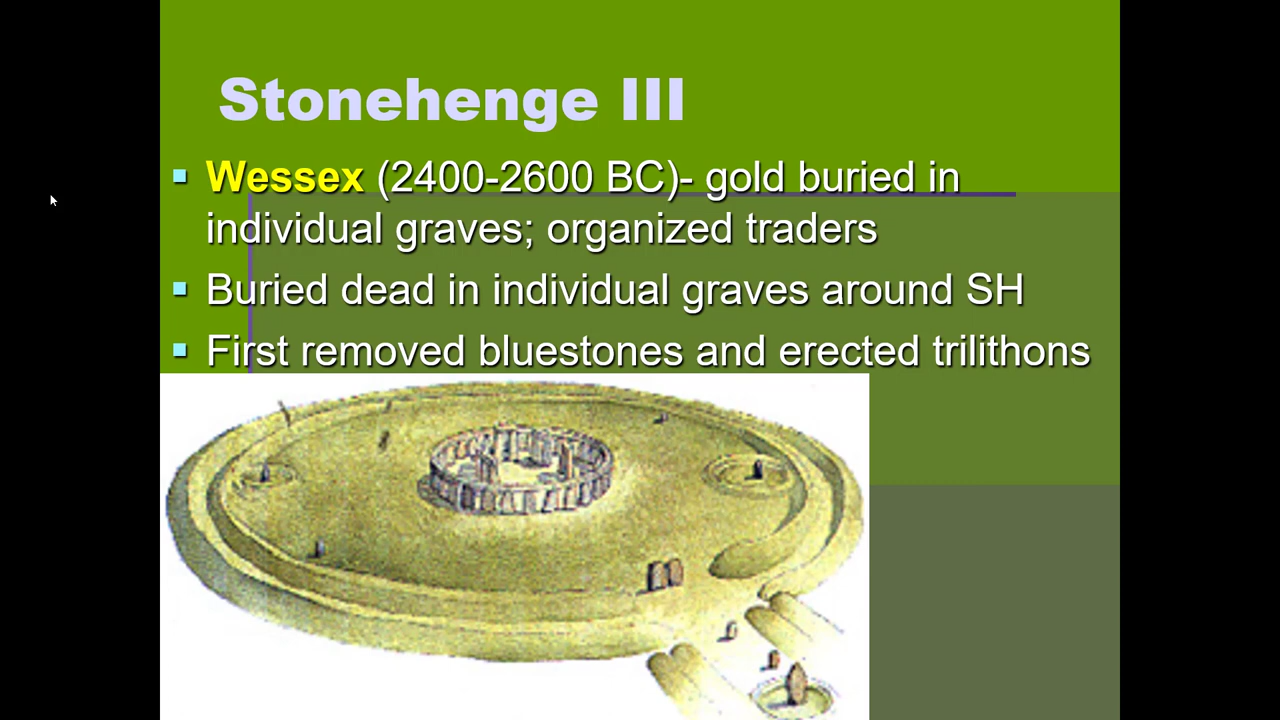 Stonehenge III
▪ Wessex (2400-2600 BC)- gold buried in
individual graves; organized traders
▪ Buried dead in individual graves around SH
▪ First removed bluestones and erected trilithons